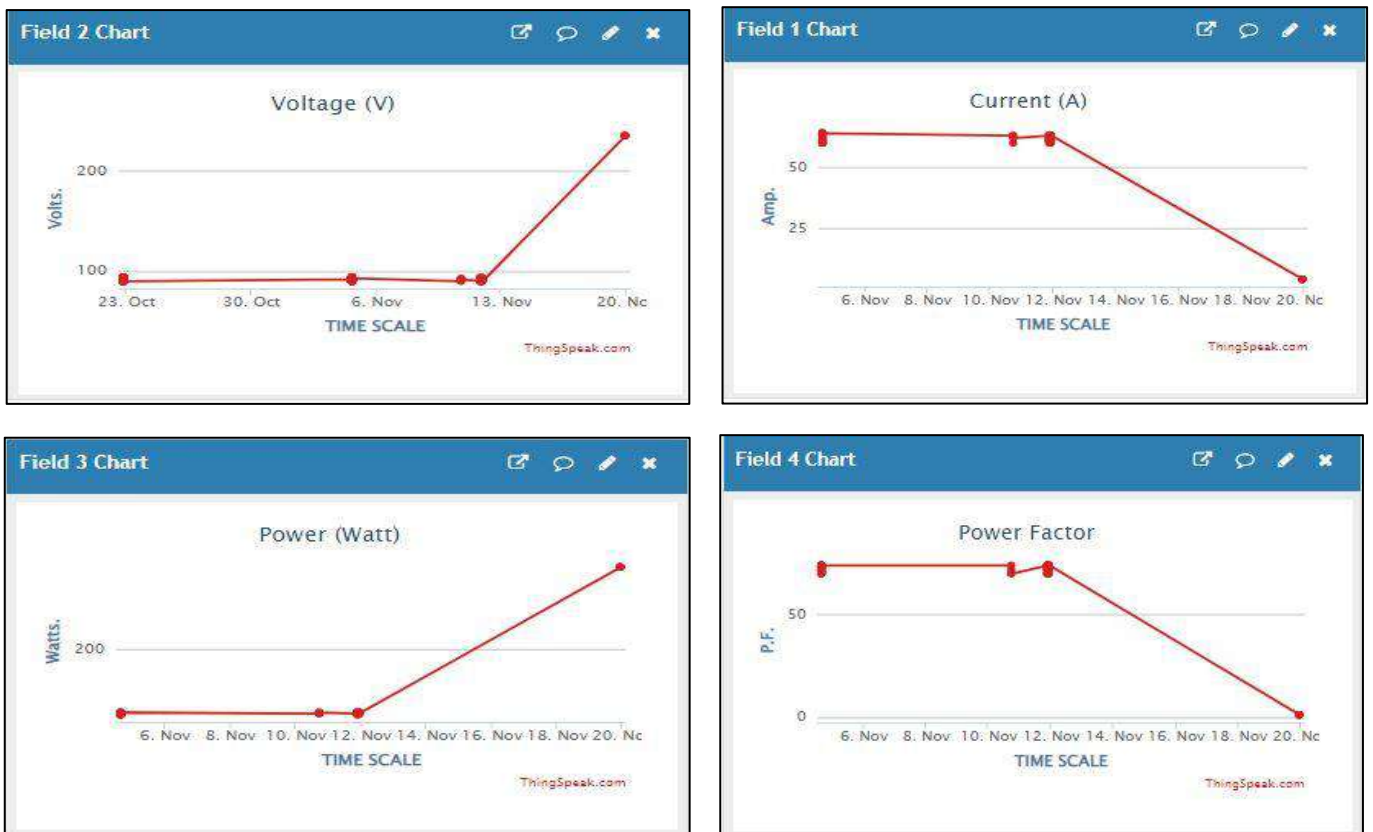 Field 2 Chart
Voltage (V)
Volts.
200
100
23. Oct 30. Oct 6. Nov 13. Nov 20. Nc
TIME SCALE
ThingSpeak.com
Field 1 Chart
Current (A)
Amp.
50
25
6. Nov 8. Nov 10. Nov 12. Nov 14. Nov 16. Nov 18. Nov 20. Nc
TIME SCALE
ThingSpeak.com
Field 3 Chart
Power (Watt)
Watts.
200
6. Nov 8. Nov 10. Nov 12. Nov 14. Nov 16. Nov 18. Nov 20. Nc
TIME SCALE
ThingSpeak.com
Field 4 Chart
Power Factor
P.F.
50
0
6. Nov 8. Nov 10. Nov 12. Nov 14. Nov 16. Nov 18. Nov 20. Nc
TIME SCALE
ThingSpeak.com